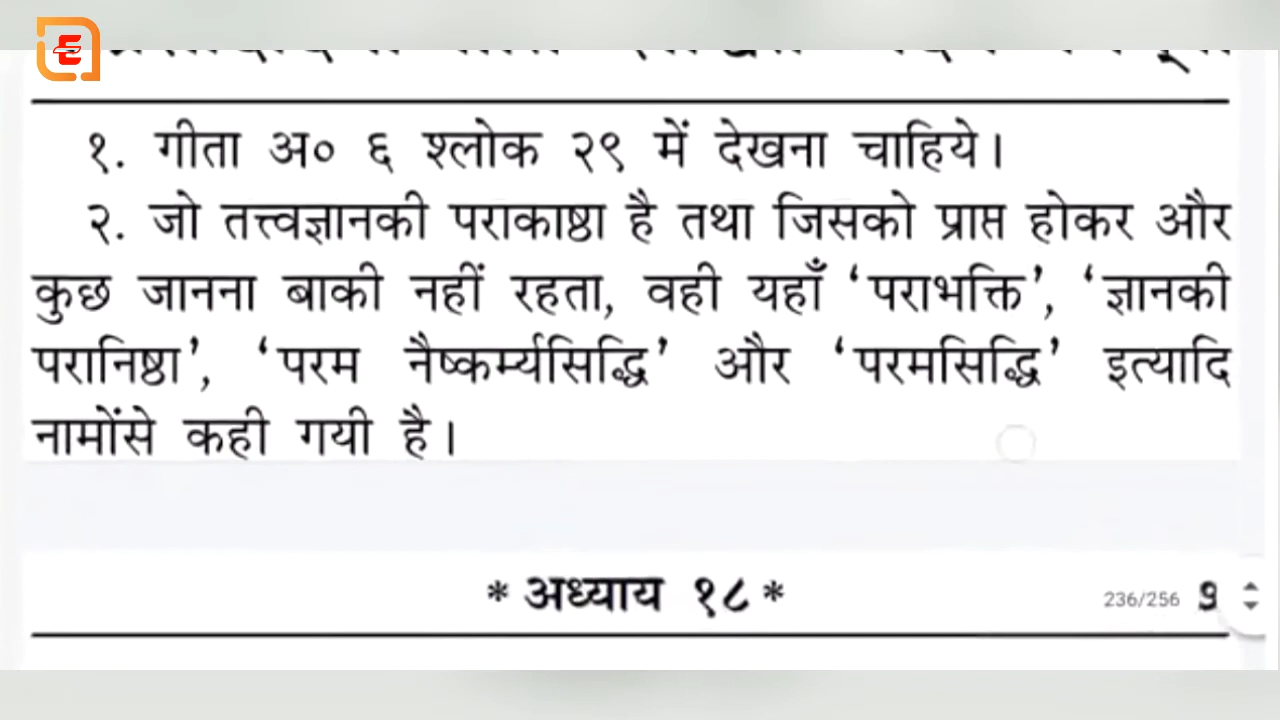 १. गीता अ० ६ श्लोक २९ में देखना चाहिये।
२. जो तत्त्वज्ञानकी पराकाष्ठा है तथा जिसको प्राप्त होकर और
कुछ जानना बाकी नहीं रहता, वही यहाँ ‘पराभक्ति’, ‘ज्ञानकी
परानिष्ठा’, ‘परम नैष्कर्म्यसिद्धि’ और ‘परमसिद्धि’ इत्यादि
नामोंसे कही गयी है।
* अध्याय १८ *
236/256